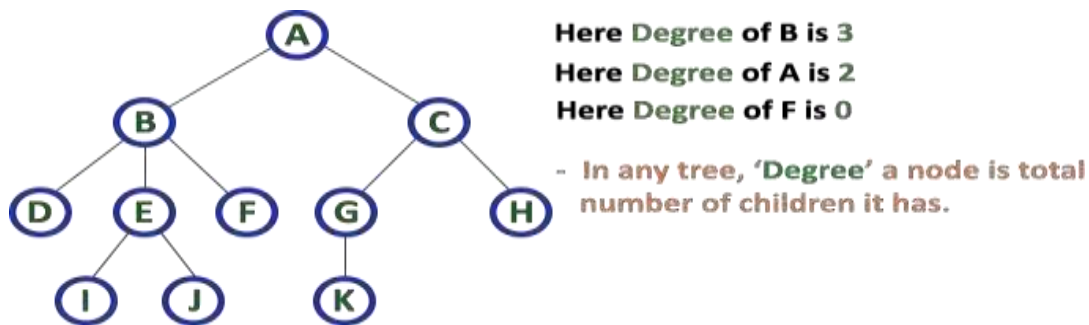 A
Here Degree of B is 3
Here Degree of A is 2
Here Degree of F is 0
B
C
- In any tree, ‘Degree’ a node is total
number of children it has.
D
E
F
G
H
I
J
K